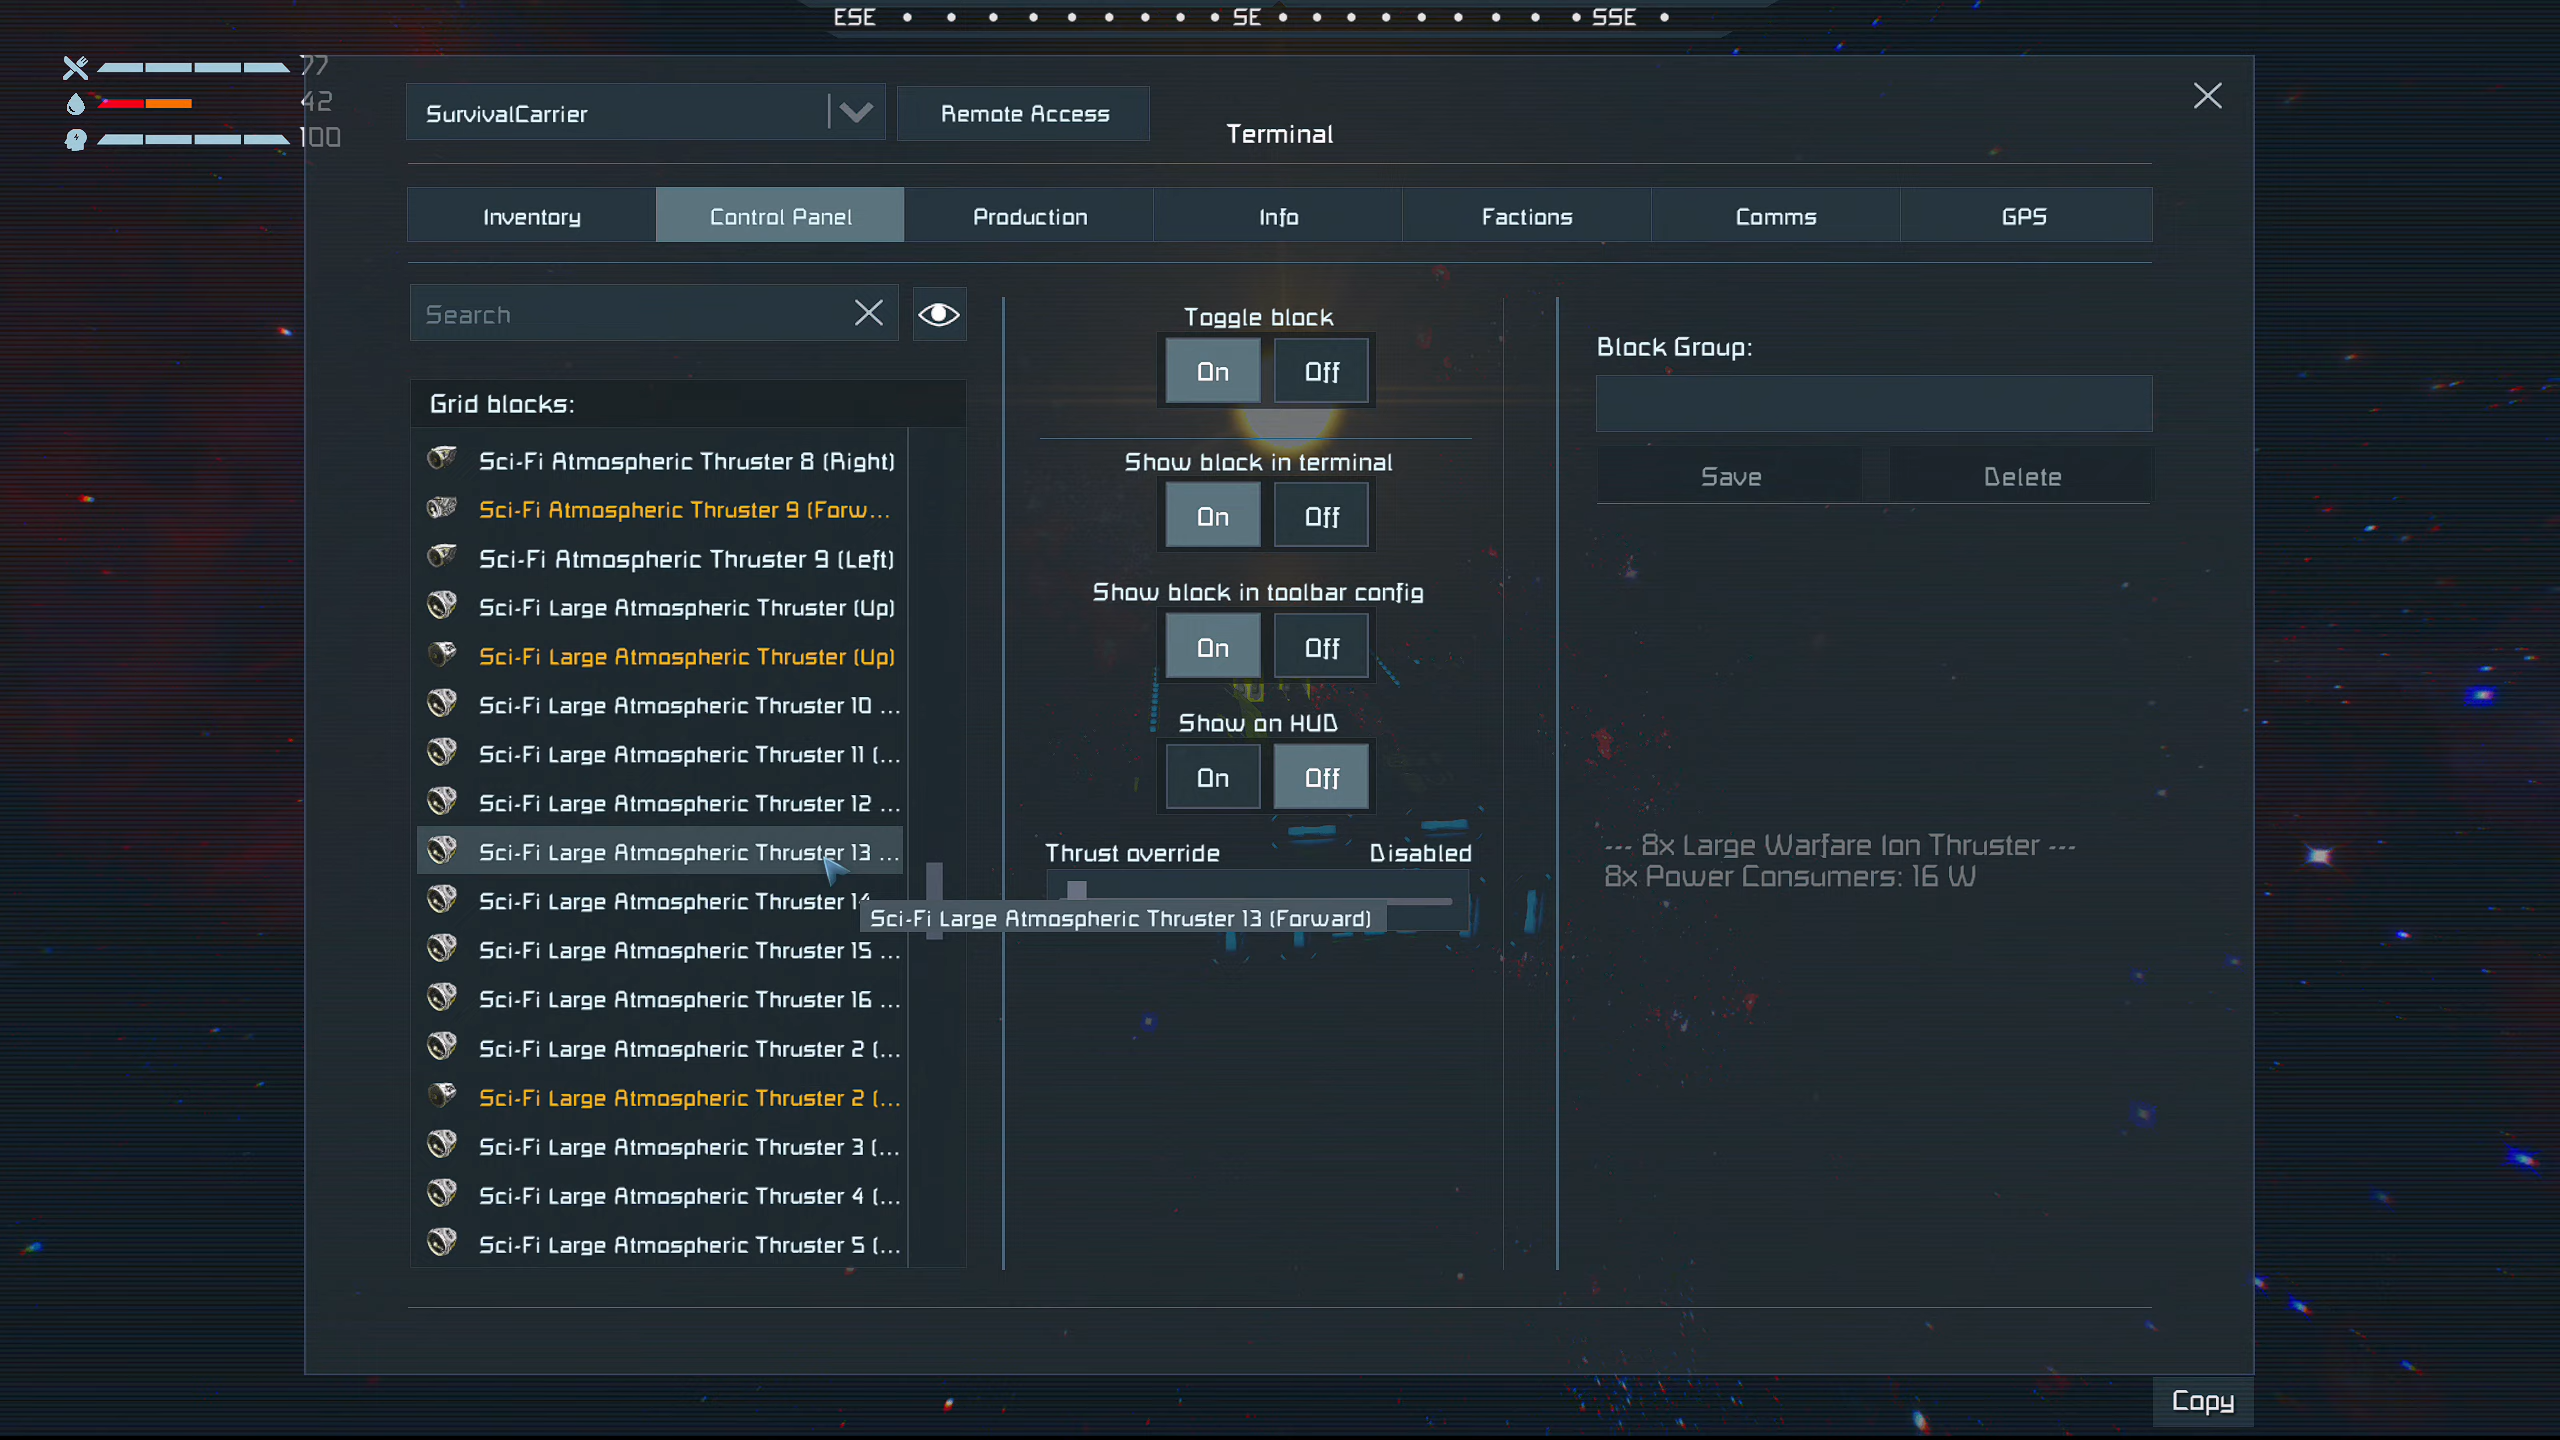 ESE SE SSE
77
42
100
SurvivalCarrier
Remote Access
Terminal
Inventory
Control Panel
Production
Info
Factions
Comms
GPS
Search
Grid blocks:
Sci-Fi Atmospheric Thruster 8 (Right)
Sci-Fi Atmospheric Thruster 9 (Forw...
Sci-Fi Atmospheric Thruster 9 (Left)
Sci-Fi Large Atmospheric Thruster (Up)
Sci-Fi Large Atmospheric Thruster (Up)
Sci-Fi Large Atmospheric Thruster 10 ...
Sci-Fi Large Atmospheric Thruster 11 (...
Sci-Fi Large Atmospheric Thruster 12 ...
Sci-Fi Large Atmospheric Thruster 13 ...
Sci-Fi Large Atmospheric Thruster 14
Sci-Fi Large Atmospheric Thruster 15 ...
Sci-Fi Large Atmospheric Thruster 16 ...
Sci-Fi Large Atmospheric Thruster 2 (...
Sci-Fi Large Atmospheric Thruster 2 (...
Sci-Fi Large Atmospheric Thruster 3 (...
Sci-Fi Large Atmospheric Thruster 4 (...
Sci-Fi Large Atmospheric Thruster 5 (...
Toggle block
On Off
Show block in terminal
On Off
Show block in toolbar config
On Off
Show on HUD
On Off
Thrust override Disabled
Sci-Fi Large Atmospheric Thruster 13 (Forward)
Block Group:
Save Delete
--- 8x Large Warfare Ion Thruster ---
8x Power Consumers: 16 W
Copy